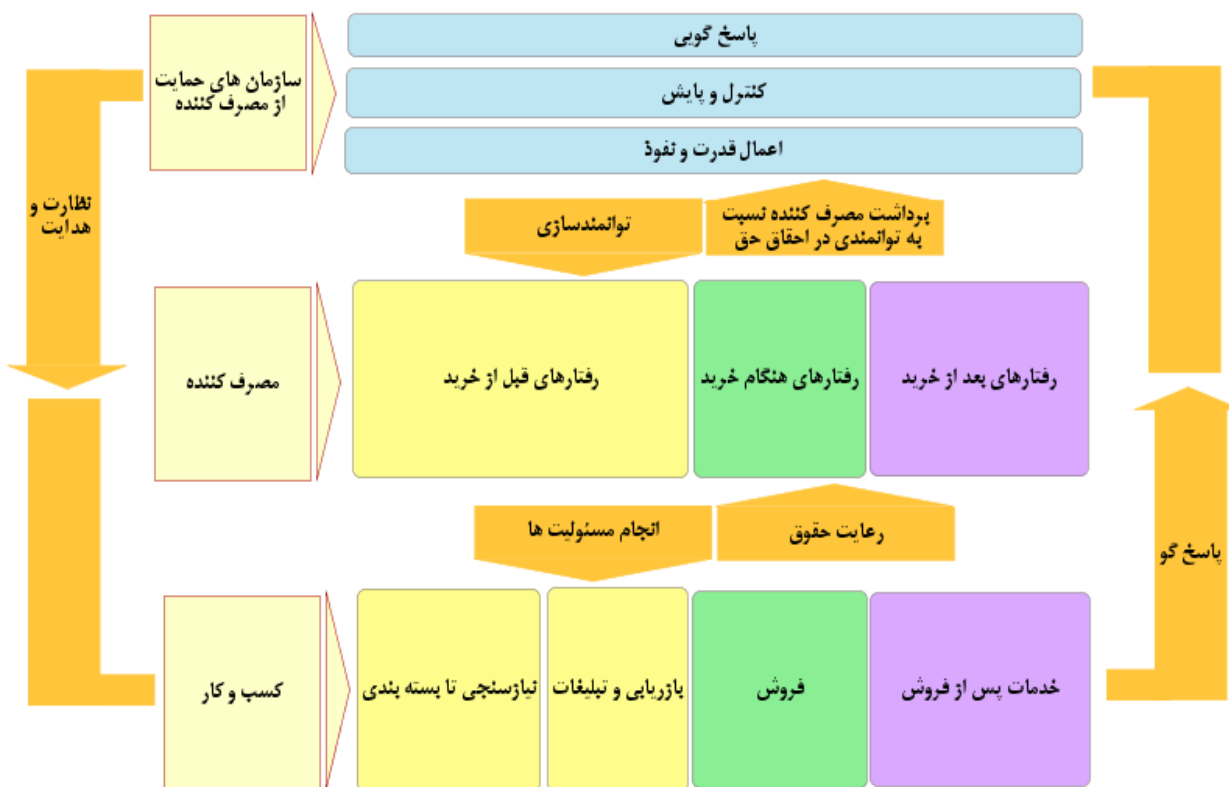 پاسخ گویی
سازمان های حمایت
از مصرف کننده
کنترل و پایش
اعمال قدرت و نفوذ
نظارت و
هدایت
برداشت مصرف کننده نسبت
به توانمندی در احقاق حق
توانمندسازی
رفتارهای بعد از خرید
رفتارهای هنگام خرید
رفتارهای قبل از خرید
مصرف کننده
رعایت حقوق
انجام مسئولیت ها
پاسخ گو
خدمات پس از فروش
فروش
بازریابی و تبلیغات
نیازسنجی تا بسته بندی
کسب و کار